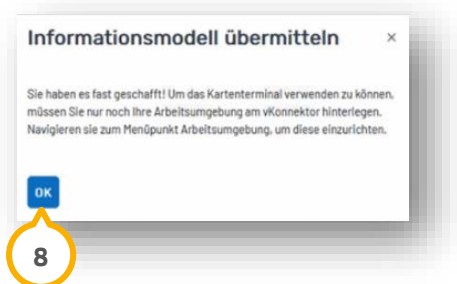 Informationsmodell übermitteln ×
Sie haben es fast geschafft! Um das Kartenterminal verwenden zu können,
müssen Sie nur noch Ihre Arbeitsumgebung am vKonnektor hinterlegen.
Navigieren sie zum Menüpunkt Arbeitsumgebung, um diese einzurichten.
OK
8